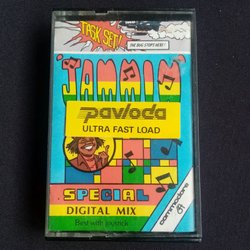 TASK SET!
THE BUG STOPS HERE!
'JAMMIN'
pavloda
ULTRA FAST LOAD
SPECIAL
DIGITAL MIX
Best with joystick
commodore
64